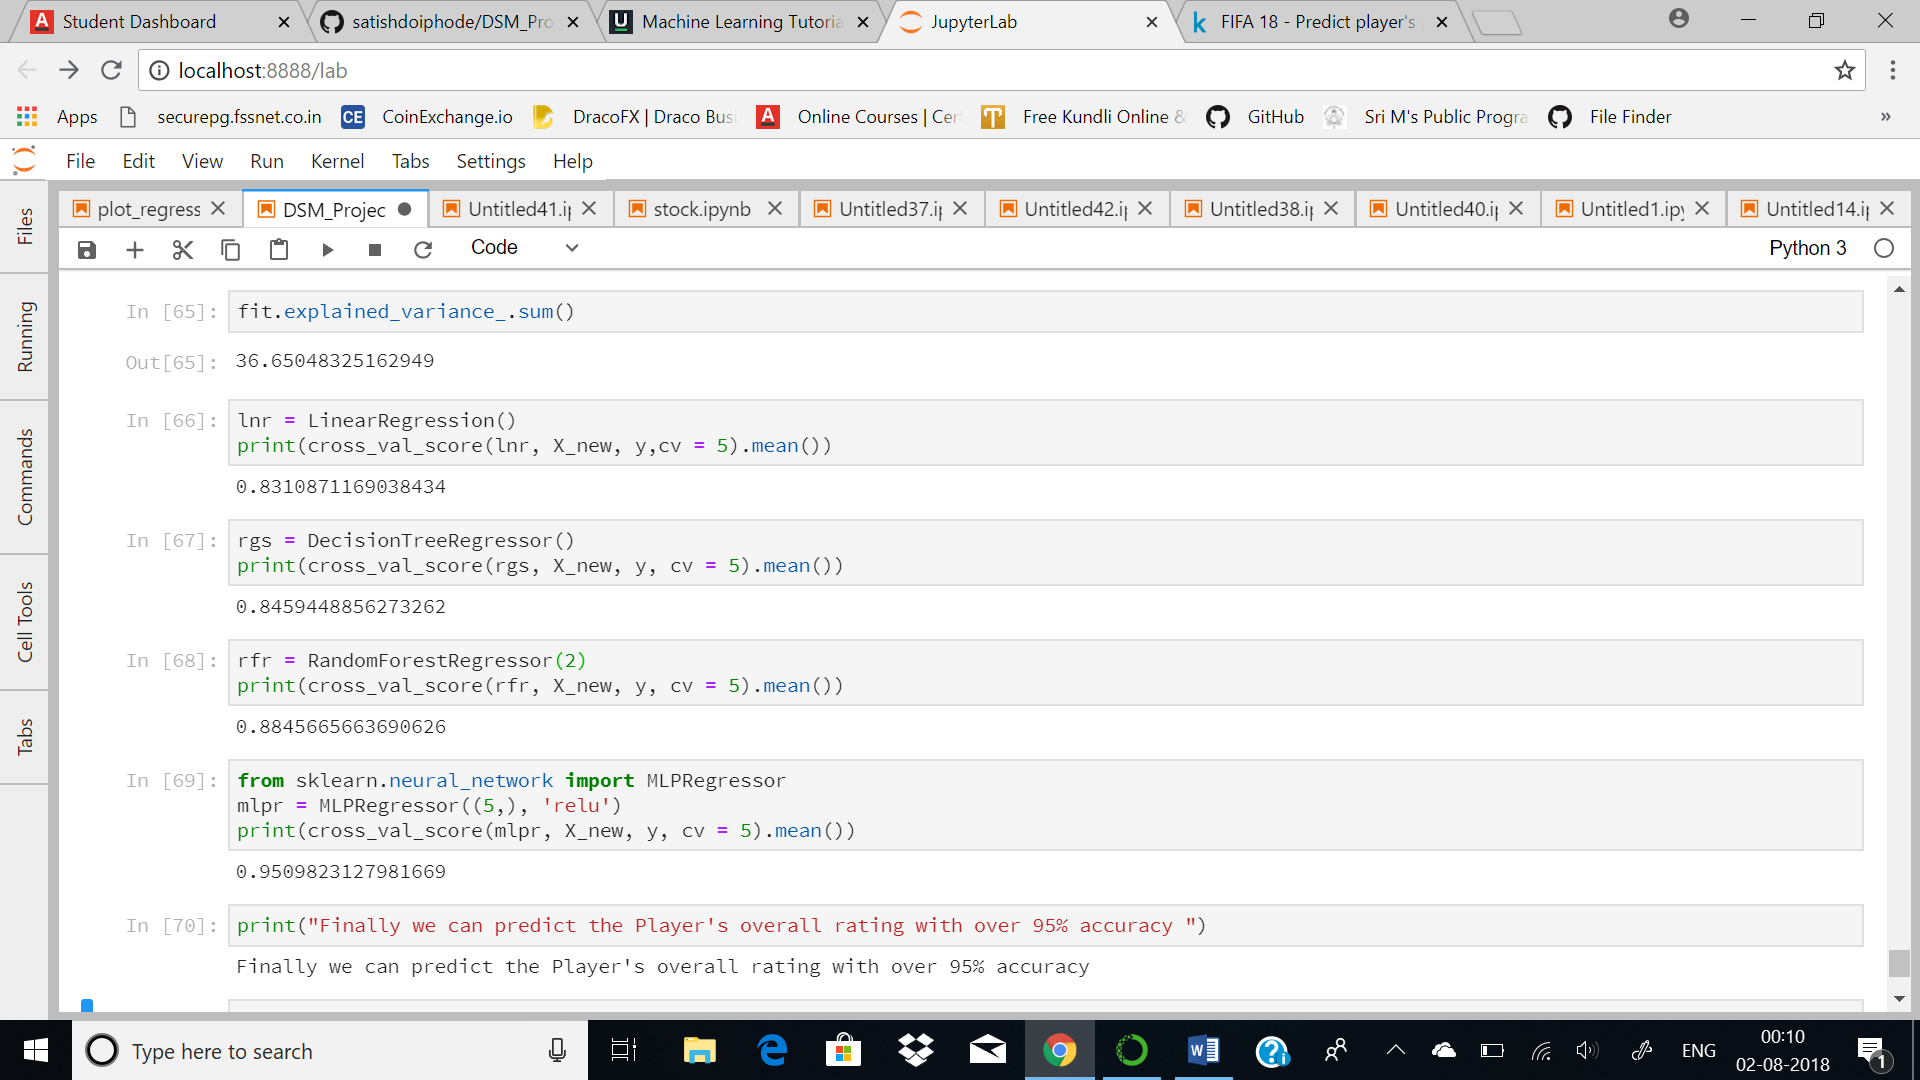 Student Dashboard
satishdoiphode/DSM_Pro
Machine Learning Tutoria
JupyterLab
FIFA 18 - Predict player's
localhost:8888/lab
Apps
securepg.fssnet.co.in
CE CoinExchange.io
DracoFX | Draco Busi
Online Courses | Cer
Free Kundli Online &
GitHub
Sri M's Public Progra
File Finder
»
File Edit View Run Kernel Tabs Settings Help
plot_regress
DSM_Projec
Untitled41.i
stock.ipynb
Untitled37.i
Untitled42.i
Untitled38.i
Untitled40.i
Untitled1.ipy
Untitled14.i
Code
Python 3
Files
Running
Commands
Cell Tools
Tabs
In [65]: fit.explained_variance_.sum()
Out[65]: 36.65048325162949
In [66]: lnr = LinearRegression()
print(cross_val_score(lnr, X_new, y,cv = 5).mean())
0.8310871169038434
In [67]: rgs = DecisionTreeRegressor()
print(cross_val_score(rgs, X_new, y, cv = 5).mean())
0.8459448856273262
In [68]: rfr = RandomForestRegressor(2)
print(cross_val_score(rfr, X_new, y, cv = 5).mean())
0.8845665663690626
In [69]: from sklearn.neural_network import MLPRegressor
mlpr = MLPRegressor((5,), 'relu')
print(cross_val_score(mlpr, X_new, y, cv = 5).mean())
0.9509823127981669
In [70]: print("Finally we can predict the Player's overall rating with over 95% accuracy ")
Finally we can predict the Player's overall rating with over 95% accuracy
Type here to search
ENG
00:10
02-08-2018
1